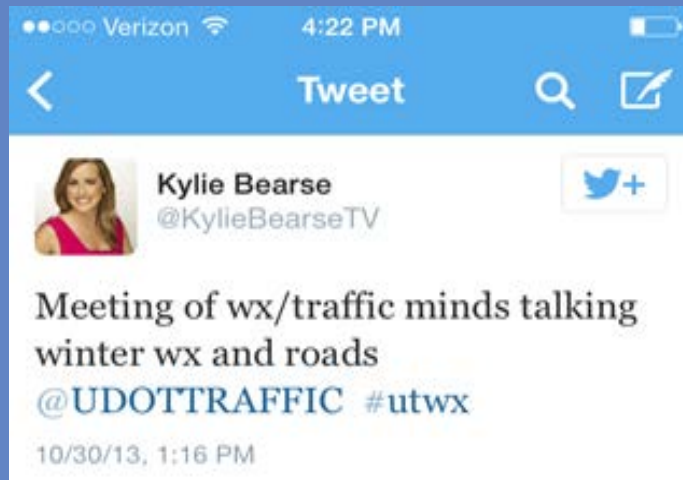 Verizon 4:22 PM
Tweet
Kylie Bearse
@KylieBearseTV
Meeting of wx/traffic minds talking
winter wx and roads
@UDOTTRAFFIC #utwx
10/30/13, 1:16 PM